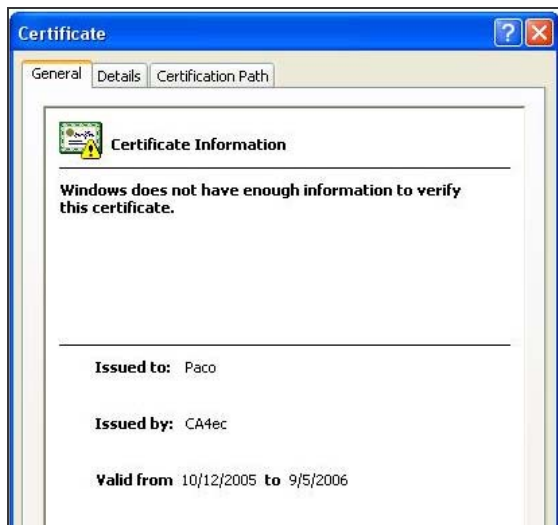 Certificate
General Details Certification Path
Certificate Information
Windows does not have enough information to verify
this certificate.
Issued to: Paco
Issued by: CA4ec
Valid from 10/12/2005 to 9/5/2006